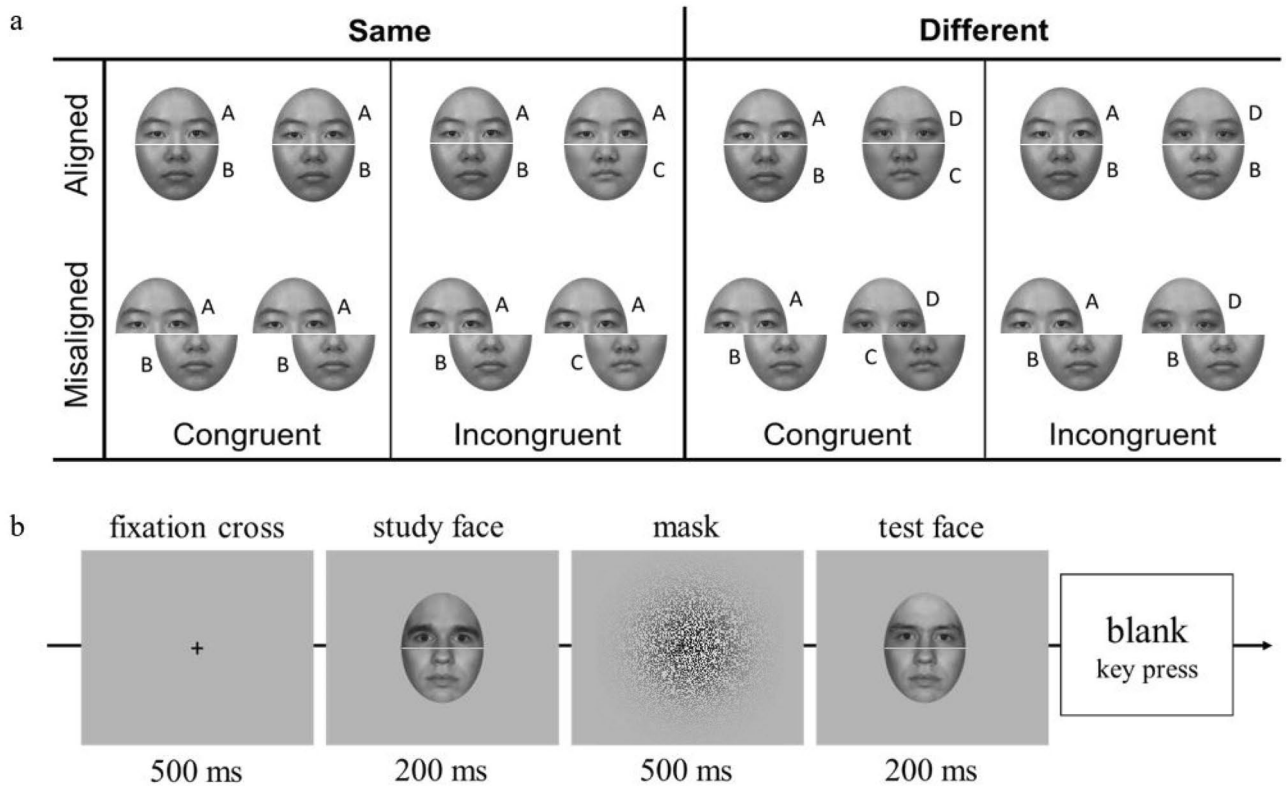 a
Same Different
Aligned
A A A A A D A D
B B B C B C B B
Misaligned
A A A A A D A D
B B B C B C B B
Congruent Incongruent Congruent Incongruent
b
fixation cross study face mask test face
+
blank
key press
500 ms 200 ms 500 ms 200 ms